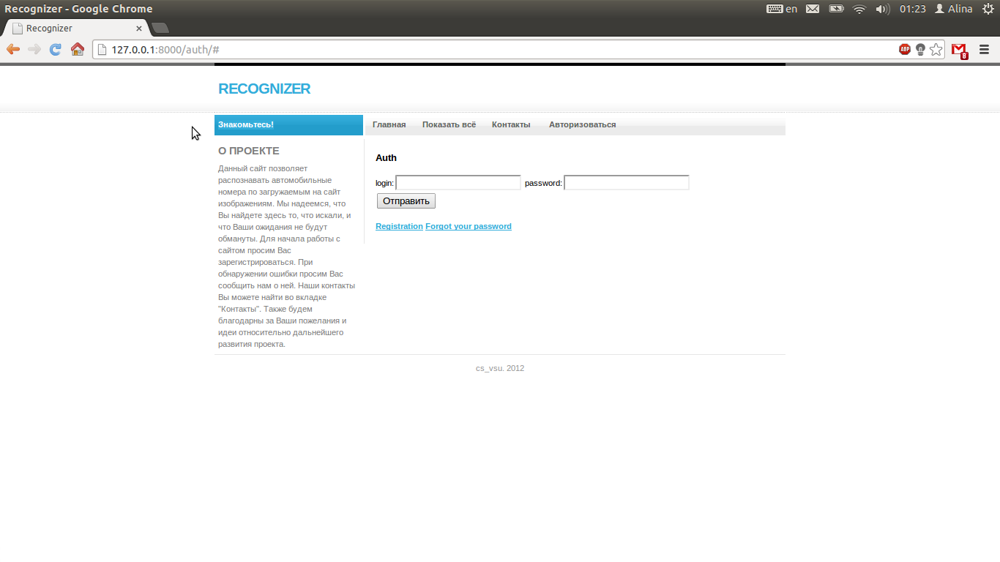 Recognizer - Google Chrome
en
01:23
Alina
Recognizer
127.0.0.1:8000/auth/#
ABP
8
RECOGNIZER
Знакомьтесь!
Главная
Показать всё
Контакты
Авторизоваться
О ПРОЕКТЕ
Данный сайт позволяет
распознавать автомобильные
номера по загружаемым на сайт
изображениям. Мы надеемся, что
Вы найдете здесь то, что искали, и
что Ваши ожидания не будут
обмануты. Для начала работы с
сайтом просим Вас
зарегистрироваться. При
обнаружении ошибки просим Вас
сообщить нам о ней. Наши контакты
Вы можете найти во вкладке
"Контакты". Также будем
благодарны за Ваши пожелания и
идеи относительно дальнейшего
развития проекта.
Auth
login:
password:
Отправить
Registration Forgot your password
cs_vsu. 2012